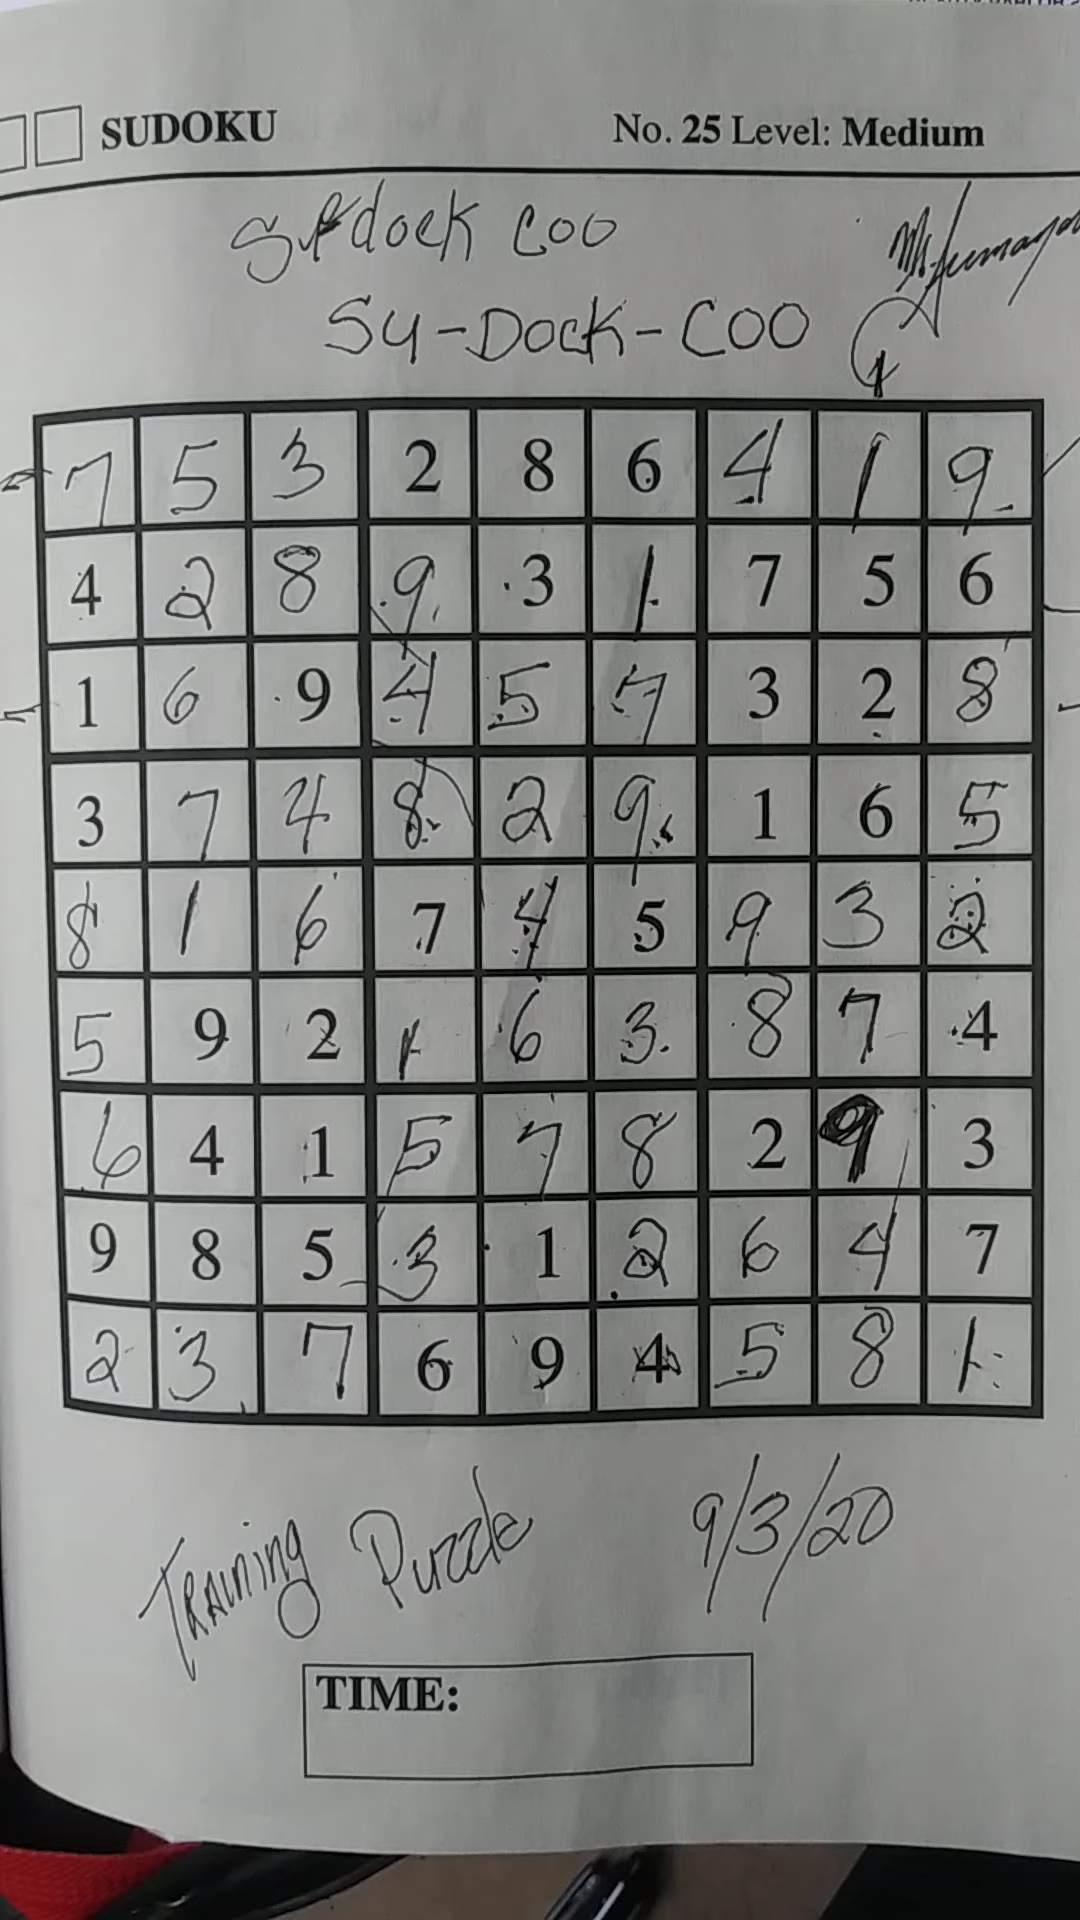 SUDOKU No. 25 Level: Medium
Sudock Coo
Su-Dock-Coo
7 5 3 2 8 6 4 1 9
4 2 8 9 3 1 7 5 6
1 6 9 4 5 7 3 2 8
3 7 4 8 2 9 1 6 5
8 1 6 7 4 5 9 3 2
5 9 2 1 6 3 8 7 4
6 4 1 5 7 8 2 9 3
9 8 5 3 1 2 6 4 7
2 3 7 6 9 4 5 8 1
Training Puzzle 9/3/20
TIME: